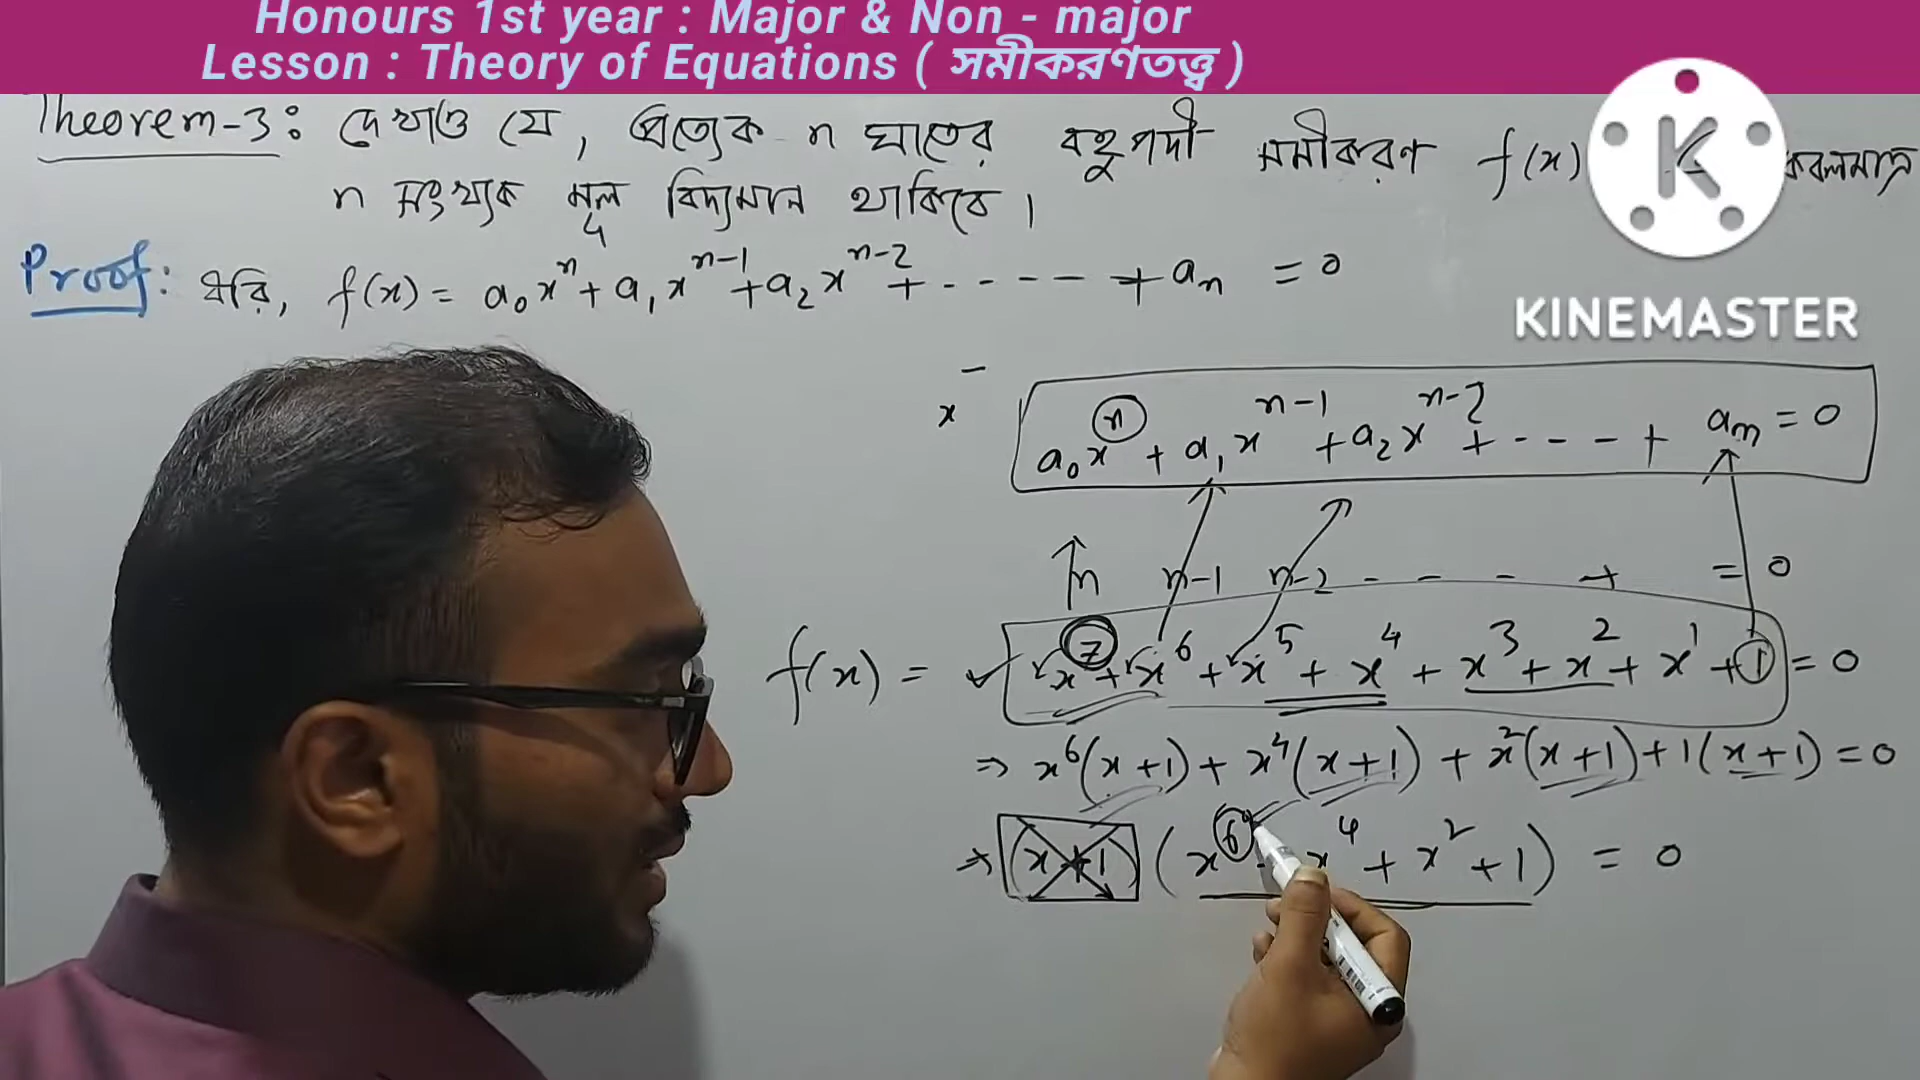 Honours 1st year : Major & Non - major
Lesson : Theory of Equations ( সমীকরণতত্ত্ব )
Theorem-3: দেখাও যে, প্রত্যেক n ঘাতের বহুপদী সমীকরণ f(x)
n সংখ্যক মূল বিদ্যমান থাকিবে।
KINEMASTER
Proof: ধরি, f(x) = a₀xⁿ + a₁xⁿ⁻¹ + a₂xⁿ⁻² + ----- + aₙ = 0
x
a₀xⁿ + a₁xⁿ⁻¹ + a₂xⁿ⁻² + ---- + aₙ = 0
n n-1 n-2 - - - + = 0
f(x) = ✓ x⁷ + x⁶ + x⁵ + x⁴ + x³ + x² + x¹ + 1 = 0
⇒ x⁶(x+1) + x⁴(x+1) + x²(x+1) + 1(x+1) = 0
⇒ (x+1) (x⁶ x⁴ + x² + 1) = 0